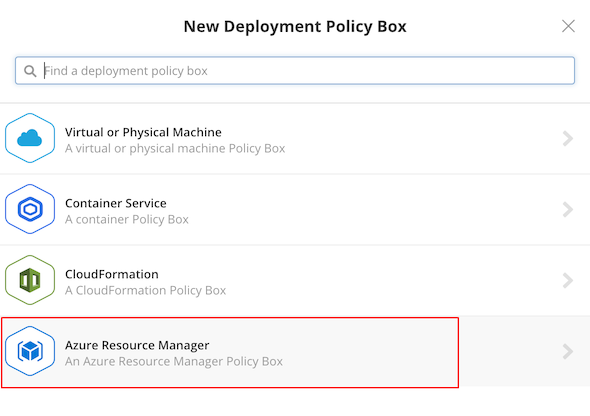 New Deployment Policy Box
Find a deployment policy box
Virtual or Physical Machine
A virtual or physical machine Policy Box
Container Service
A container Policy Box
CloudFormation
A CloudFormation Policy Box
Azure Resource Manager
An Azure Resource Manager Policy Box